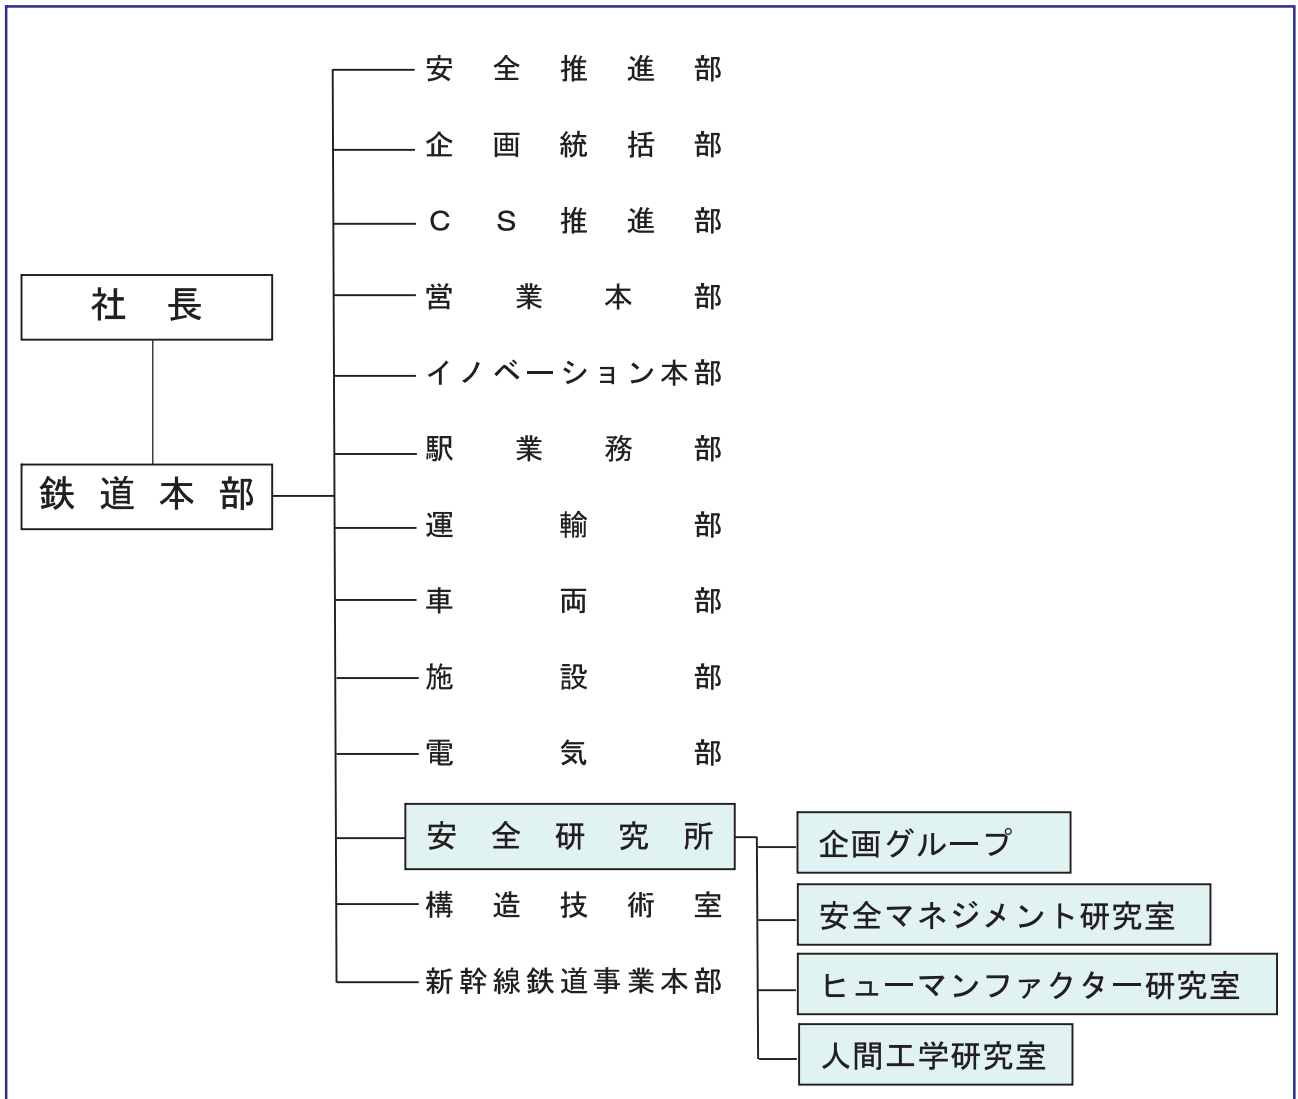 社長
鉄道本部
安全推進部
企画統括部
ＣＳ推進部
営業本部
イノベーション本部
駅業務部
運輸部
車両部
施設部
電気部
安全研究所
構造技術室
新幹線鉄道事業本部
企画グループ
安全マネジメント研究室
ヒューマンファクター研究室
人間工学研究室